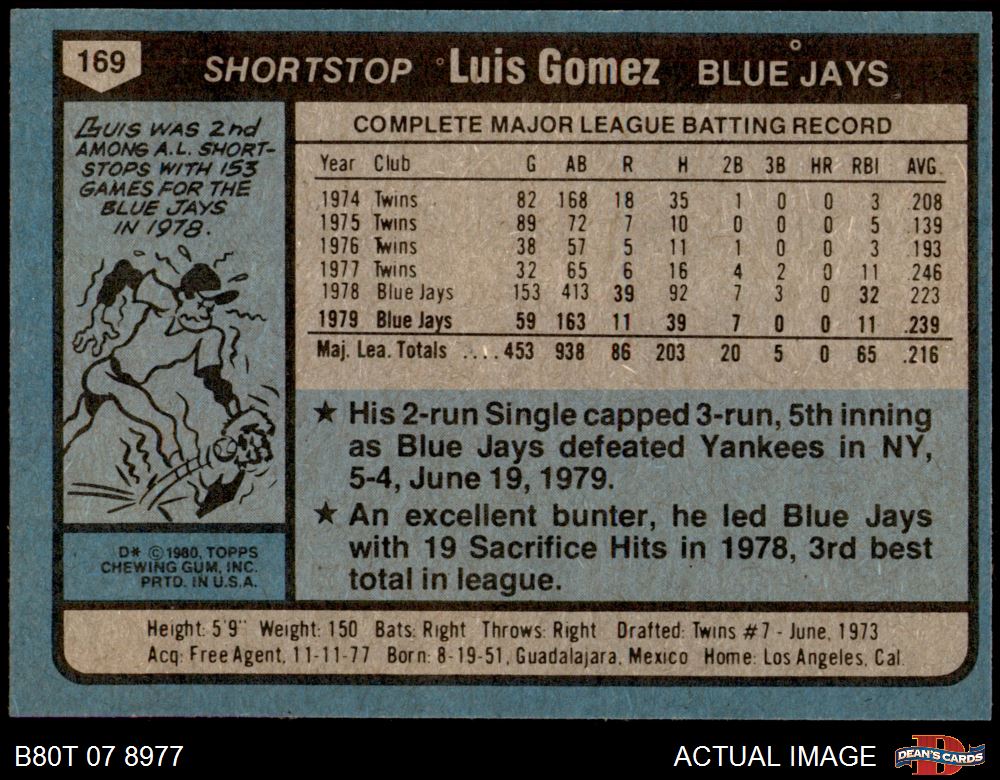 169
SHORTSTOP Luis Gomez BLUE JAYS
LUIS WAS 2nd
AMONG A.L. SHORT-
STOPS WITH 153
GAMES FOR THE
BLUE JAYS
IN 1978.
COMPLETE MAJOR LEAGUE BATTING RECORD
Year Club G AB R H 2B 3B HR RBI AVG.
1974 Twins 82 168 18 35 1 0 0 3 .208
1975 Twins 89 72 7 10 0 0 0 5 .139
1976 Twins 38 57 5 11 1 0 0 3 .193
1977 Twins 32 65 6 16 4 2 0 11 .246
1978 Blue Jays 153 413 39 92 7 3 0 32 .223
1979 Blue Jays 59 163 11 39 7 0 0 11 .239
Maj. Lea. Totals ....453 938 86 203 20 5 0 65 .216
★ His 2-run Single capped 3-run, 5th inning
as Blue Jays defeated Yankees in NY,
5-4, June 19, 1979.
★ An excellent bunter, he led Blue Jays
with 19 Sacrifice Hits in 1978, 3rd best
total in league.
D* © 1980, TOPPS
CHEWING GUM, INC.
PRTD. IN U.S.A.
Height: 5'9" Weight: 150 Bats: Right Throws: Right Drafted: Twins #7 - June, 1973
Acq: Free Agent, 11-11-77 Born: 8-19-51, Guadalajara, Mexico Home: Los Angeles, Cal.
B80T 07 8977
ACTUAL IMAGE
DEAN'S CARDS